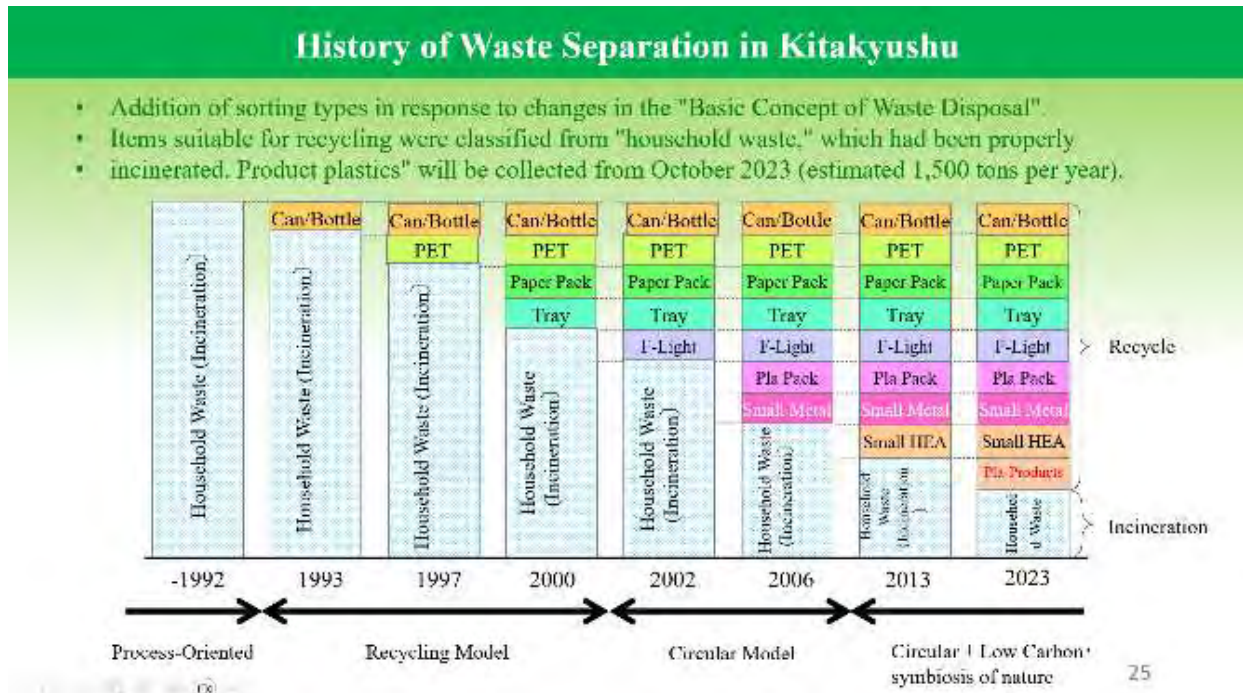 History of Waste Separation in Kitakyushu
• Addition of sorting types in response to changes in the "Basic Concept of Waste Disposal".
• Items suitable for recycling were classified from "household waste," which had been properly
• incinerated. Product plastics" will be collected from October 2023 (estimated 1,500 tons per year).
Household Waste (Incineration)
Can/Bottle
Household Waste (Incineration)
Can/Bottle
PET
Household Waste (Incineration)
Can/Bottle
PET
Paper Pack
Tray
Household Waste
(Incineration)
Can/Bottle
PET
Paper Pack
Tray
F-Light
Household Waste
(Incineration)
Can/Bottle
PET
Paper Pack
Tray
F-Light
Pla Pack
Small Metal
Household Waste
(Incineration)
Can/Bottle
PET
Paper Pack
Tray
F-Light
Pla Pack
Small Metal
Small HEA
Household
Waste
(Incineration
)
Can/Bottle
PET
Paper Pack
Tray
F-Light
Pla Pack
Small Metal
Small HEA
Pla-Products
Househol
d Waste
Recycle
Incineration
-1992 1993 1997 2000 2002 2006 2013 2023
Process-Oriented Recycling Model Circular Model Circular + Low Carbon+
symbiosis of nature
25